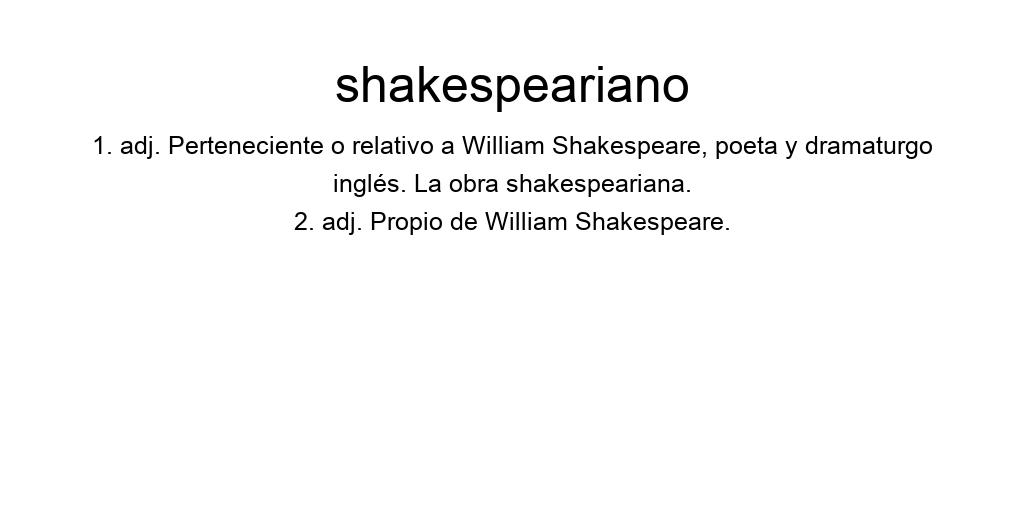 shakespeariano
1. adj. Perteneciente o relativo a William Shakespeare, poeta y dramaturgo
inglés. La obra shakespeariana.
2. adj. Propio de William Shakespeare.